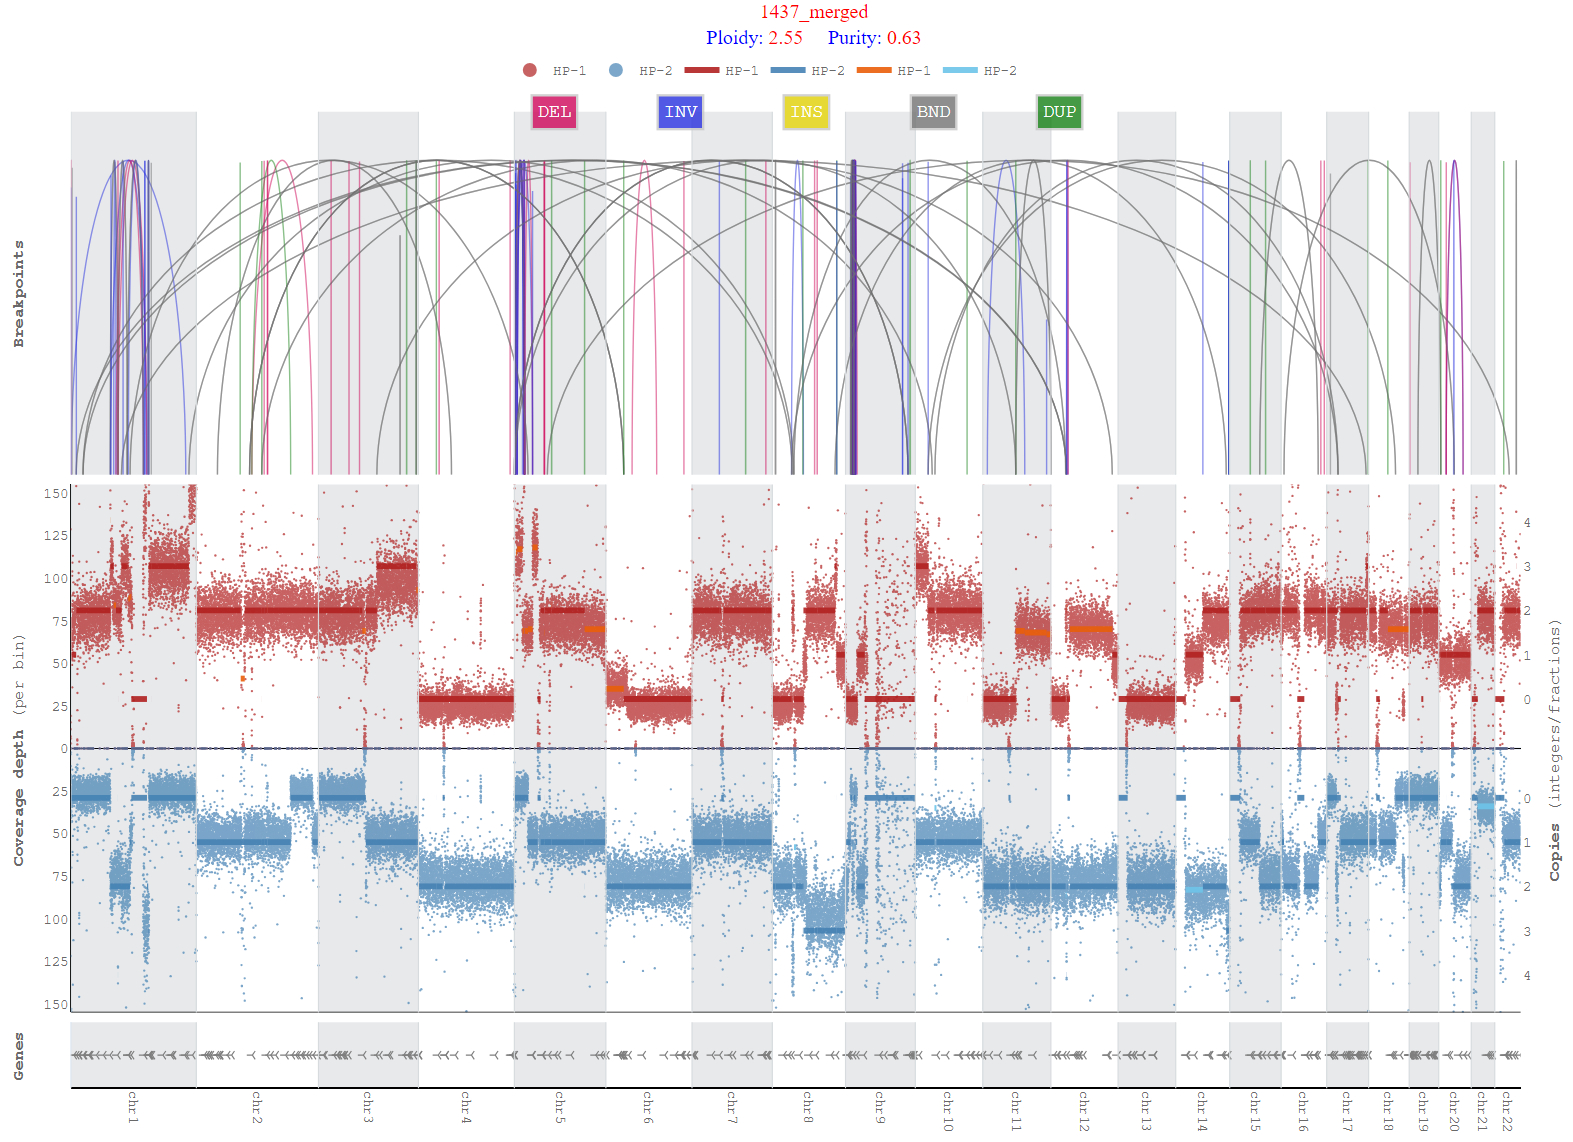 1437_merged
Ploidy: 2.55 Purity: 0.63
HP-1 HP-2 HP-1 HP-2 HP-1 HP-2
DEL INV INS BND DUP
Breakpoints
Coverage depth (per bin)
150
125
100
75
50
25
0
25
50
75
100
125
150
4
3
2
1
0
0
1
2
3
4
Copies (integers/fractions)
Genes
chr1 chr2 chr3 chr4 chr5 chr6 chr7 chr8 chr9 chr10 chr11 chr12 chr13 chr14 chr15 chr16 chr17 chr18 chr19 chr20 chr21 chr22